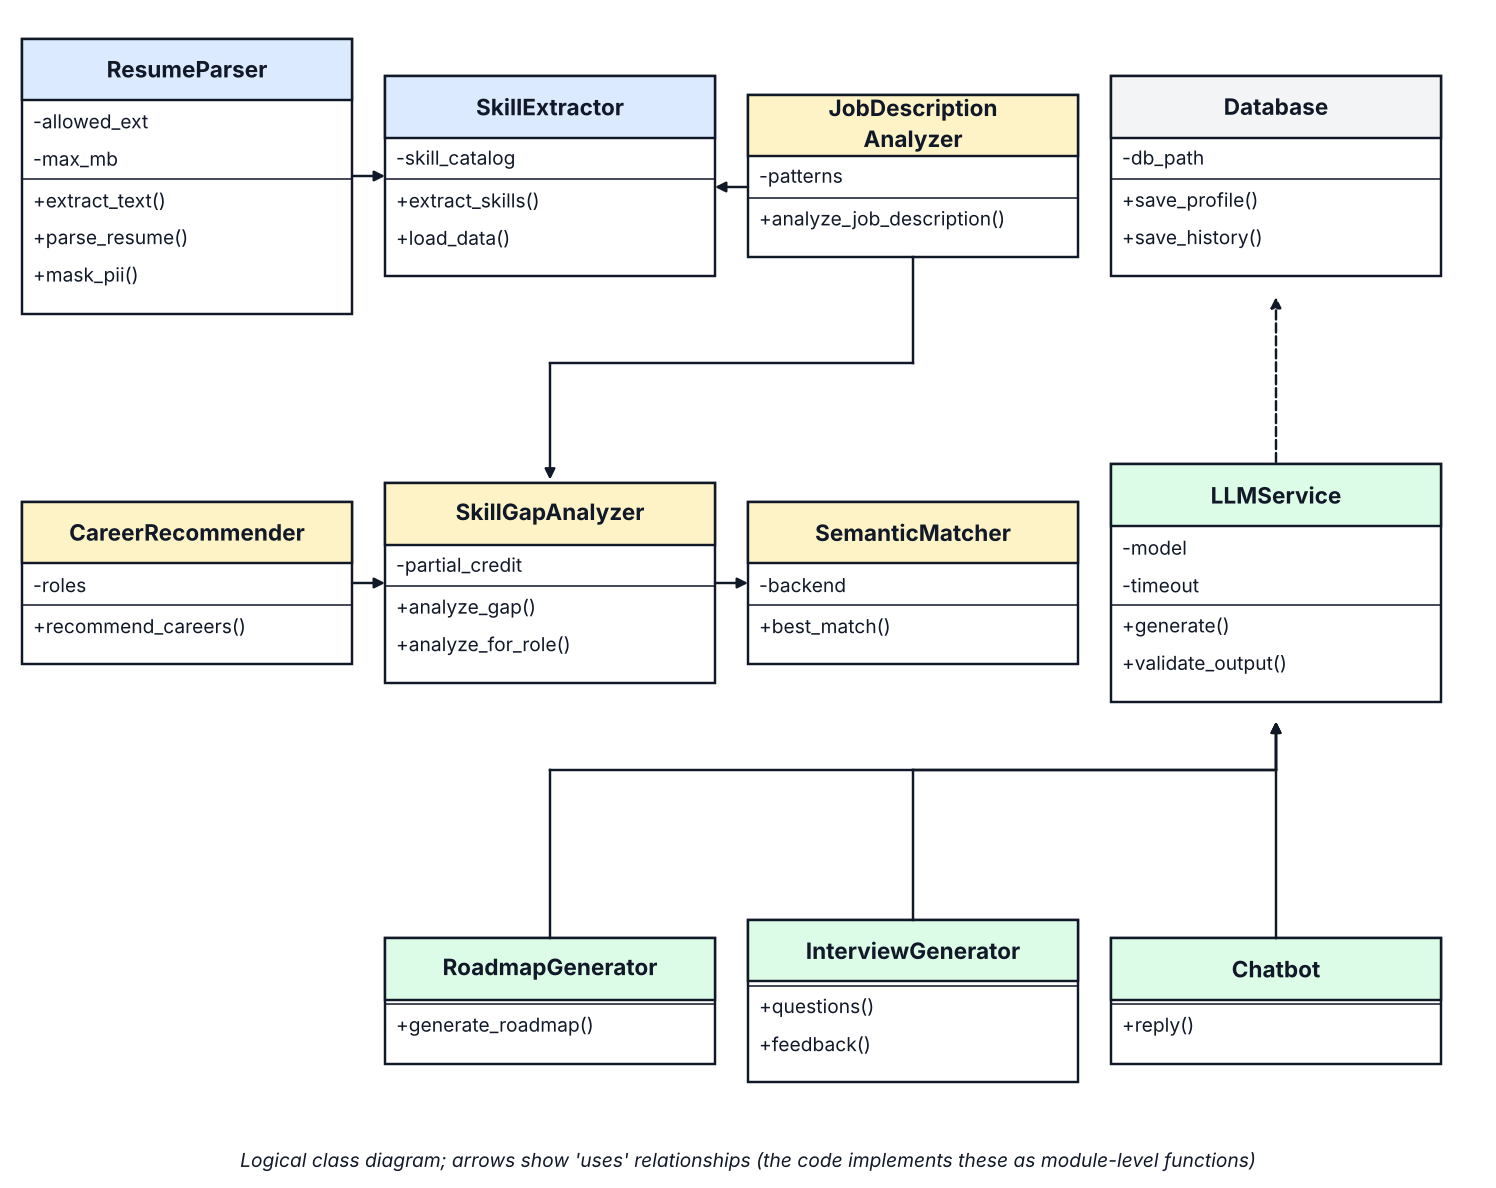 ResumeParser
-allowed_ext
-max_mb
+extract_text()
+parse_resume()
+mask_pii()
SkillExtractor
-skill_catalog
+extract_skills()
+load_data()
JobDescription
Analyzer
-patterns
+analyze_job_description()
Database
-db_path
+save_profile()
+save_history()
CareerRecommender
-roles
+recommend_careers()
SkillGapAnalyzer
-partial_credit
+analyze_gap()
+analyze_for_role()
SemanticMatcher
-backend
+best_match()
LLMService
-model
-timeout
+generate()
+validate_output()
RoadmapGenerator
+generate_roadmap()
InterviewGenerator
+questions()
+feedback()
Chatbot
+reply()
Logical class diagram; arrows show 'uses' relationships (the code implements these as module-level functions)